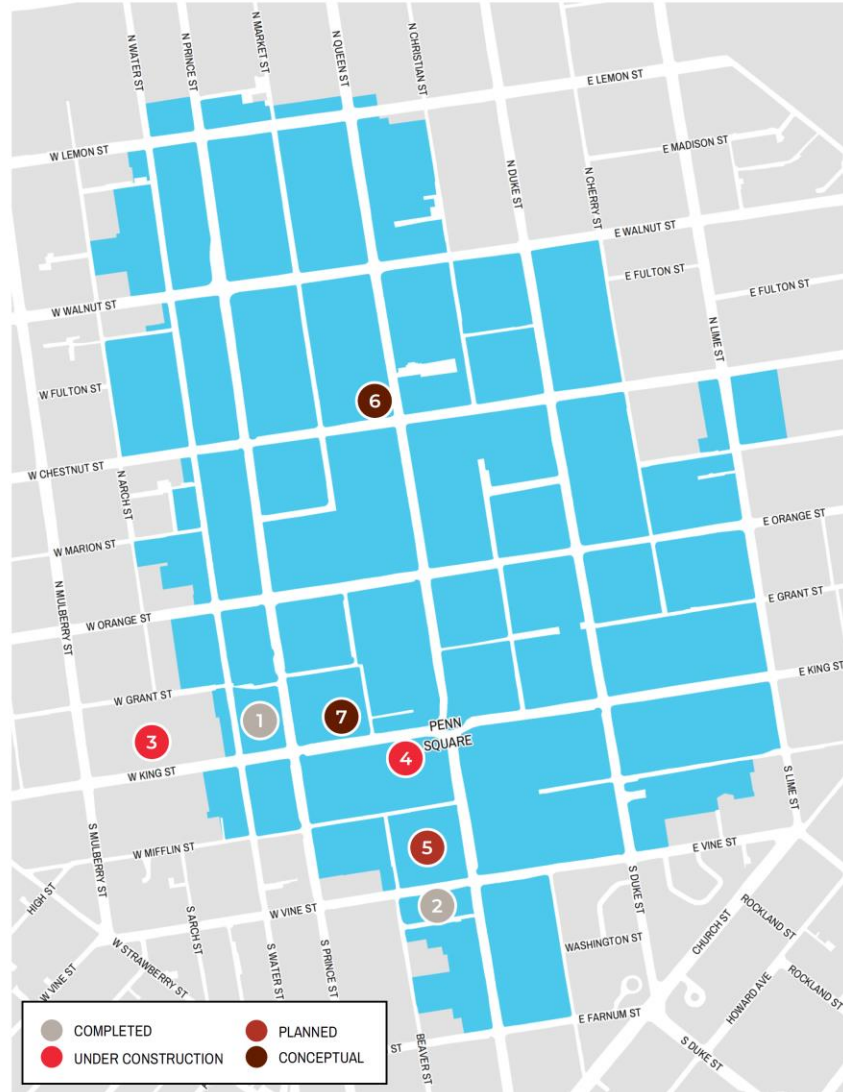 N WATER ST
N PRINCE ST
N MARKET ST
N QUEEN ST
N CHRISTIAN ST
E LEMON ST
W LEMON ST
E MADISON ST
N DUKE ST
N CHERRY ST
E WALNUT ST
E FULTON ST
E FULTON ST
W WALNUT ST
N LIME ST
W FULTON ST
6
W CHESTNUT ST
N ARCH ST
E ORANGE ST
W MARION ST
N MULBERRY ST
E GRANT ST
W ORANGE ST
E KING ST
W GRANT ST
1
7
PENN
SQUARE
3
4
W KING ST
S LIME ST
S MULBERRY ST
W MIFFLIN ST
5
E VINE ST
HIGH ST
S DUKE ST
2
W VINE ST
S ARCH ST
CHURCH ST
ROCKLAND ST
W STRAWBERRY ST
S WATER ST
S PRINCE ST
WASHINGTON ST
W VINE ST
HOWARD AVE
ROCKLAND ST
E FARNUM ST
S DUKE ST
BEAVER ST
ST
COMPLETED
PLANNED
UNDER CONSTRUCTION
CONCEPTUAL